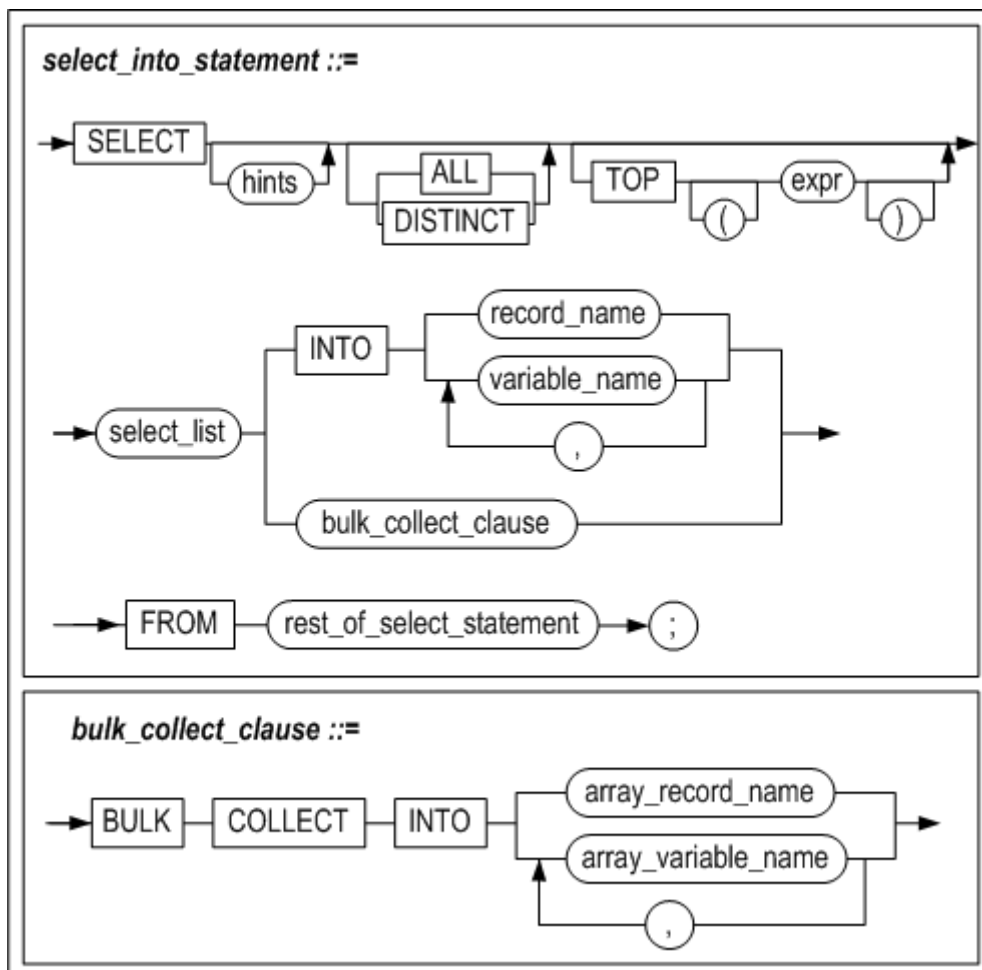 select_into_statement ::=
SELECT hints ALL DISTINCT TOP ( expr )
select_list INTO record_name variable_name ,
bulk_collect_clause
FROM rest_of_select_statement ;
bulk_collect_clause ::=
BULK COLLECT INTO array_record_name array_variable_name ,